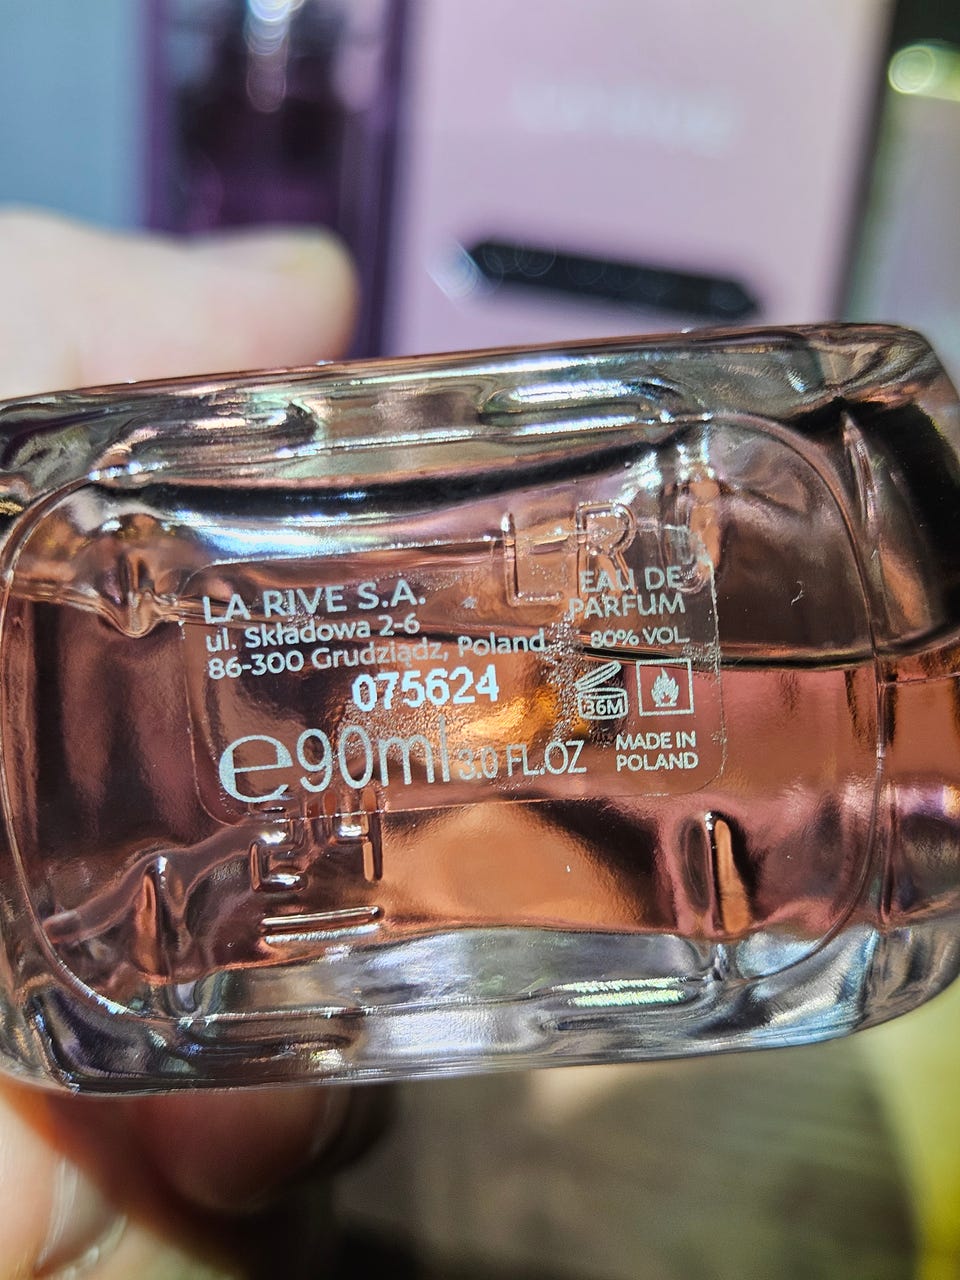 LRU
LA RIVE S.A.
ul. Składowa 2-6
86-300 Grudziądz, Poland
075624
e90ml 3.0 FL.OZ
EAU DE
PARFUM
80% VOL.
36M
MADE IN
POLAND